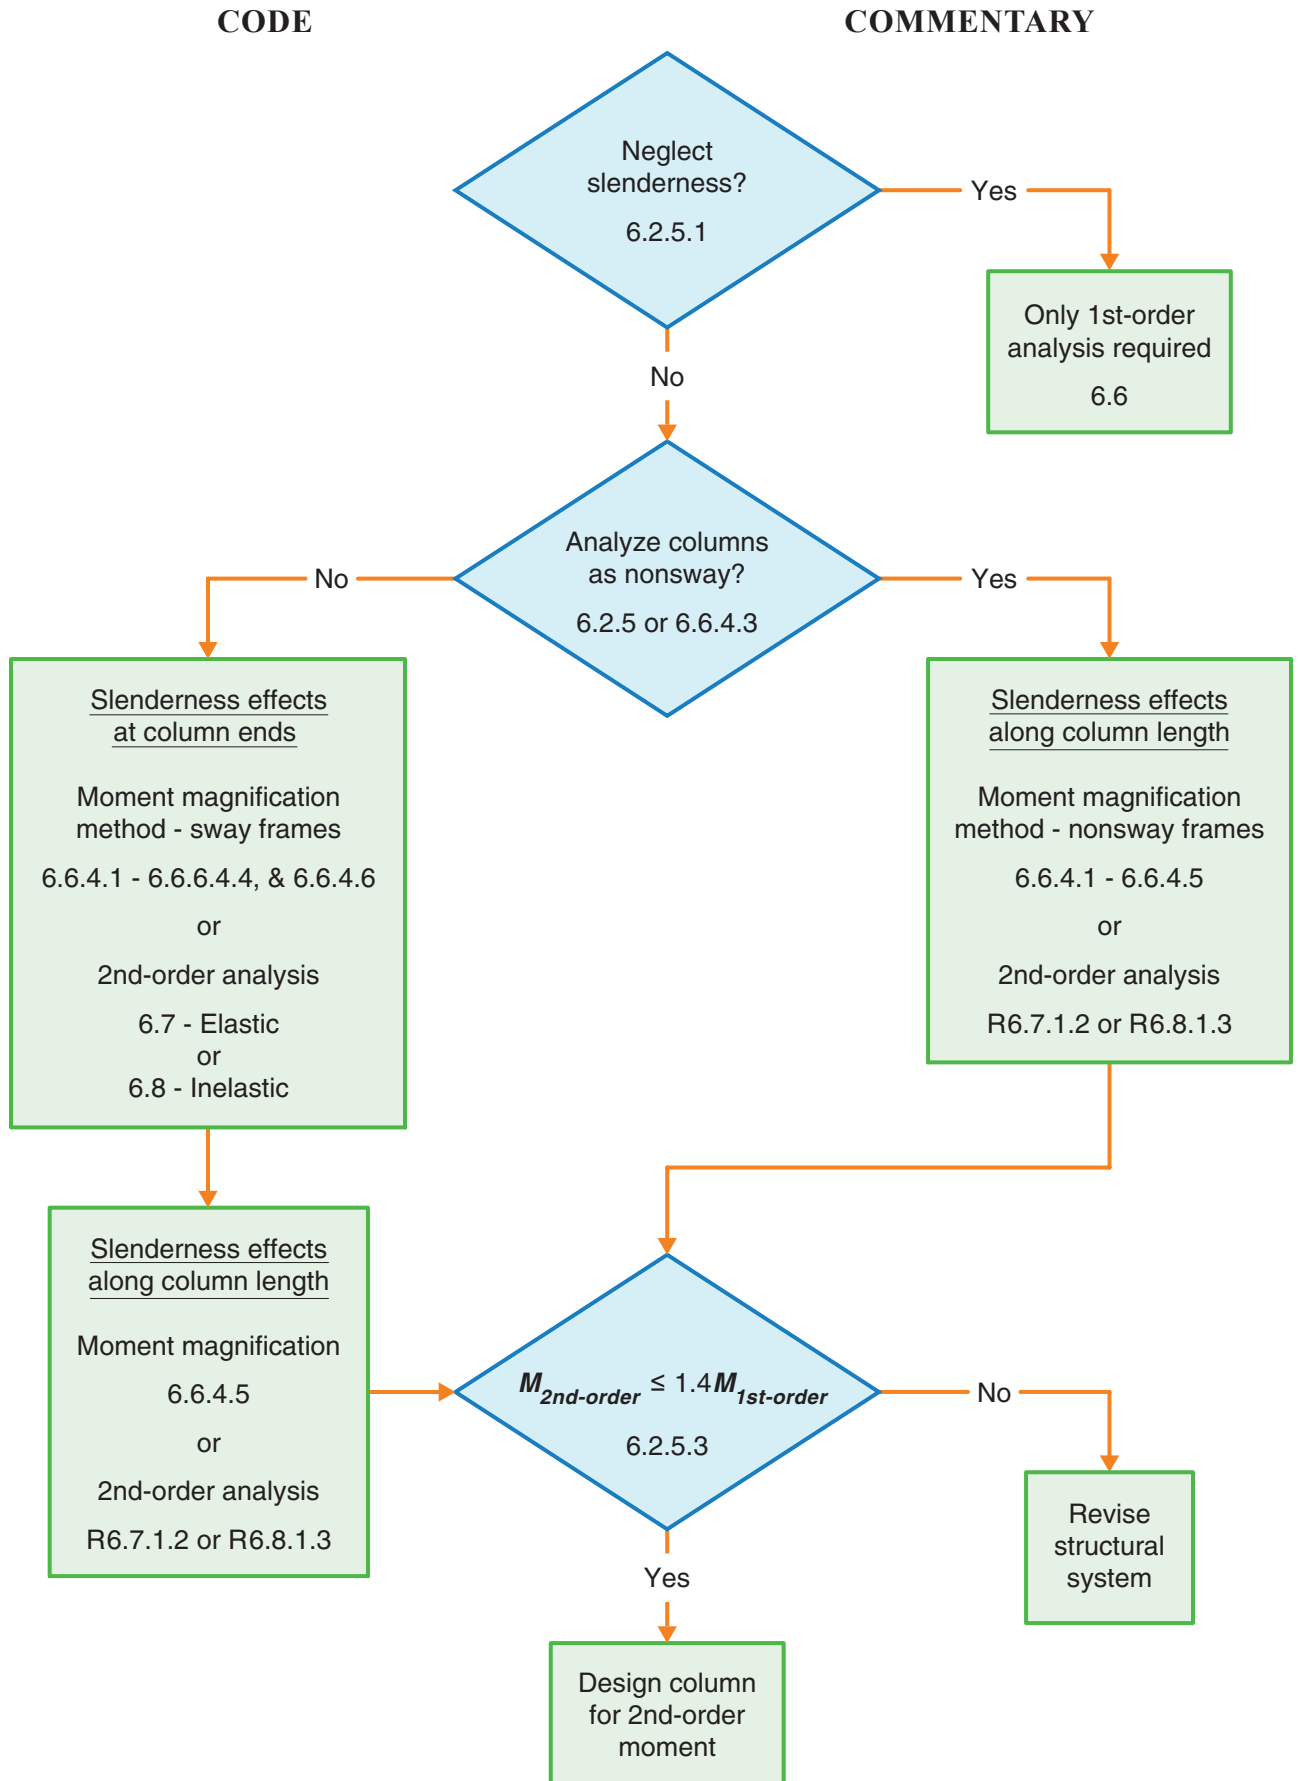 CODE
COMMENTARY
Neglect
slenderness?
6.2.5.1
Yes
Only 1st-order
analysis required
6.6
No
Analyze columns
as nonsway?
6.2.5 or 6.6.4.3
No
Yes
Slenderness effects
at column ends
Moment magnification
method - sway frames
6.6.4.1 - 6.6.6.4.4, & 6.6.4.6
or
2nd-order analysis
6.7 - Elastic
or
6.8 - Inelastic
Slenderness effects
along column length
Moment magnification
method - nonsway frames
6.6.4.1 - 6.6.4.5
or
2nd-order analysis
R6.7.1.2 or R6.8.1.3
Slenderness effects
along column length
Moment magnification
6.6.4.5
or
2nd-order analysis
R6.7.1.2 or R6.8.1.3
M2nd-order ≤ 1.4M1st-order
6.2.5.3
No
Revise
structural
system
Yes
Design column
for 2nd-order
moment